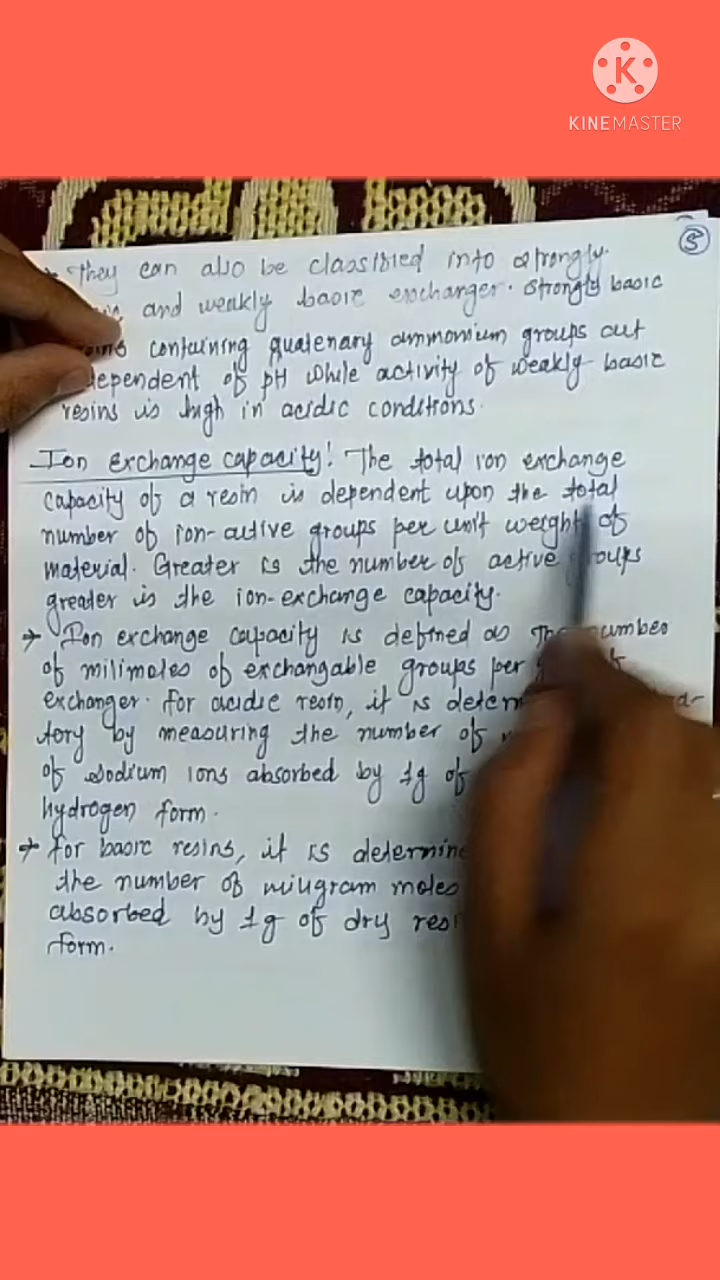 KINEMASTER
5
They can also be classified into strongly
and weakly basic exchanger. Strongly basic
containing quatenary ammonium groups out
dependent of pH while activity of weakly basic
resins is high in acidic conditions.
Ion exchange capacity! The total ion exchange
capacity of a resin is dependent upon the total
number of ion-active groups per unit weight of
material. Greater is the number of active groups
greater is the ion-exchange capacity.
→ Ion exchange capacity is defined as the number
of milimoles of exchangable groups per
exchanger. for acidic resin, it is
tory by measuring the number of
of sodium ions absorbed by 1g of
hydrogen form.
→ for basic resins, it is
the number of miligram moles
absorbed by 1g of dry
form.